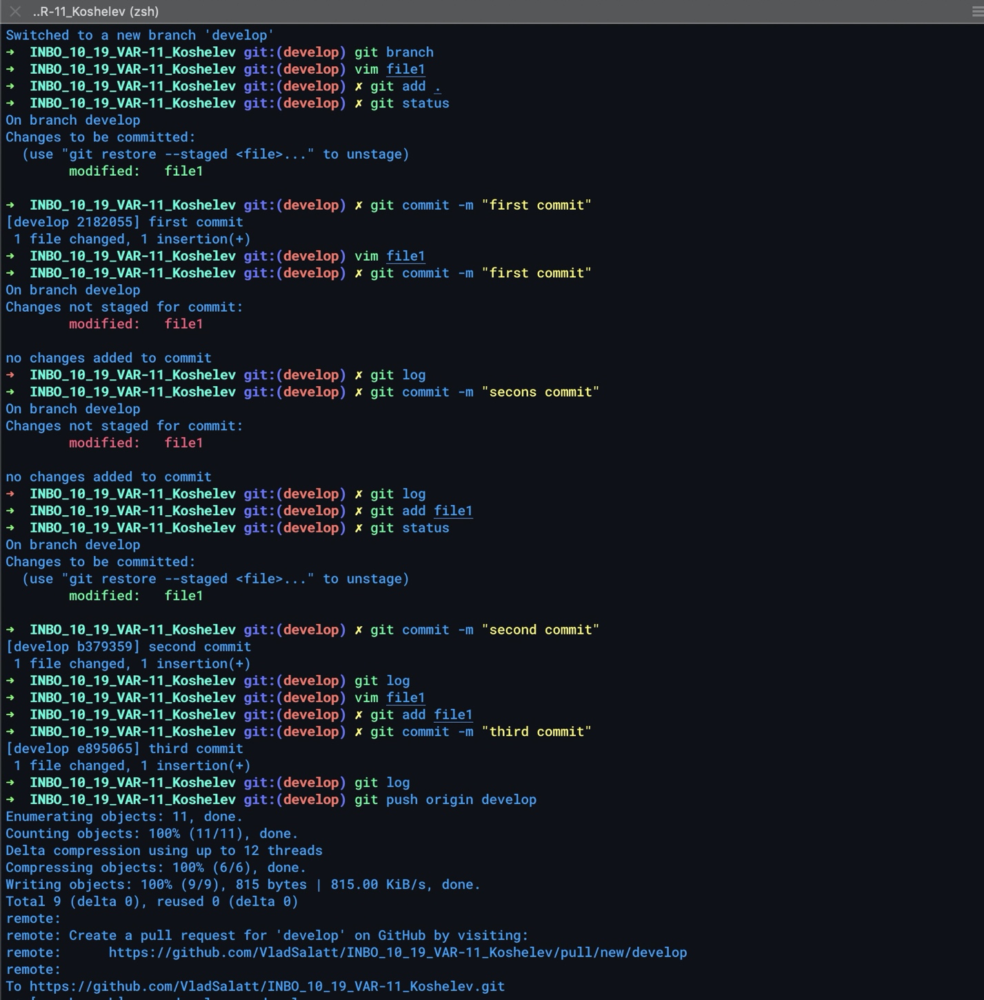 ..R-11_Koshelev (zsh)
Switched to a new branch 'develop'
→ INBO_10_19_VAR-11_Koshelev git:(develop) git branch
→ INBO_10_19_VAR-11_Koshelev git:(develop) vim file1
→ INBO_10_19_VAR-11_Koshelev git:(develop) ✗ git add .
→ INBO_10_19_VAR-11_Koshelev git:(develop) ✗ git status
On branch develop
Changes to be committed:
(use "git restore --staged <file>..." to unstage)
modified: file1
→ INBO_10_19_VAR-11_Koshelev git:(develop) ✗ git commit -m "first commit"
[develop 2182055] first commit
1 file changed, 1 insertion(+)
→ INBO_10_19_VAR-11_Koshelev git:(develop) vim file1
→ INBO_10_19_VAR-11_Koshelev git:(develop) ✗ git commit -m "first commit"
On branch develop
Changes not staged for commit:
modified: file1
no changes added to commit
→ INBO_10_19_VAR-11_Koshelev git:(develop) ✗ git log
→ INBO_10_19_VAR-11_Koshelev git:(develop) ✗ git commit -m "secons commit"
On branch develop
Changes not staged for commit:
modified: file1
no changes added to commit
→ INBO_10_19_VAR-11_Koshelev git:(develop) ✗ git log
→ INBO_10_19_VAR-11_Koshelev git:(develop) ✗ git add file1
→ INBO_10_19_VAR-11_Koshelev git:(develop) ✗ git status
On branch develop
Changes to be committed:
(use "git restore --staged <file>..." to unstage)
modified: file1
→ INBO_10_19_VAR-11_Koshelev git:(develop) ✗ git commit -m "second commit"
[develop b379359] second commit
1 file changed, 1 insertion(+)
→ INBO_10_19_VAR-11_Koshelev git:(develop) git log
→ INBO_10_19_VAR-11_Koshelev git:(develop) vim file1
→ INBO_10_19_VAR-11_Koshelev git:(develop) ✗ git add file1
→ INBO_10_19_VAR-11_Koshelev git:(develop) ✗ git commit -m "third commit"
[develop e895065] third commit
1 file changed, 1 insertion(+)
→ INBO_10_19_VAR-11_Koshelev git:(develop) git log
→ INBO_10_19_VAR-11_Koshelev git:(develop) git push origin develop
Enumerating objects: 11, done.
Counting objects: 100% (11/11), done.
Delta compression using up to 12 threads
Compressing objects: 100% (6/6), done.
Writing objects: 100% (9/9), 815 bytes | 815.00 KiB/s, done.
Total 9 (delta 0), reused 0 (delta 0)
remote:
remote: Create a pull request for 'develop' on GitHub by visiting:
remote: https://github.com/VladSalatt/INBO_10_19_VAR-11_Koshelev/pull/new/develop
remote:
To https://github.com/VladSalatt/INBO_10_19_VAR-11_Koshelev.git